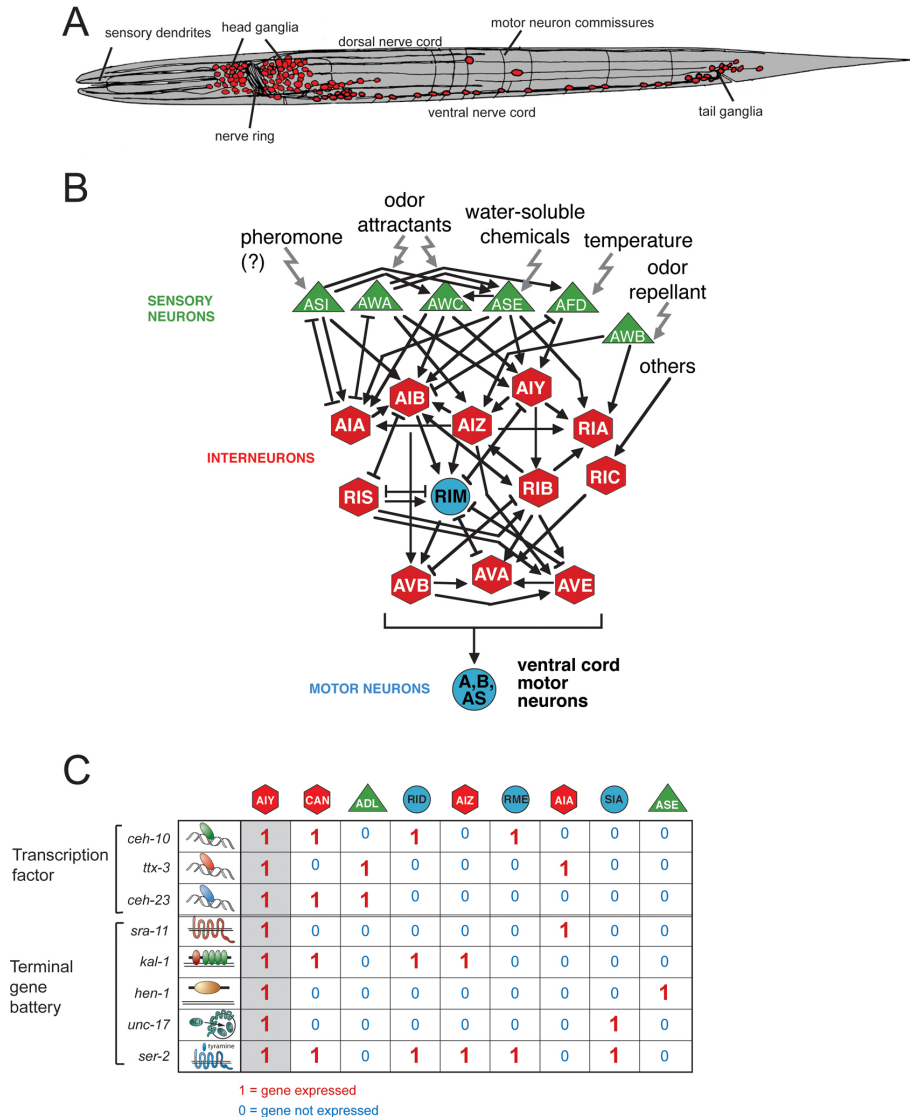 A
sensory dendrites
head ganglia
dorsal nerve cord
motor neuron commissures
nerve ring
ventral nerve cord
tail ganglia
B
pheromone
(?)
odor
attractants
water-soluble
chemicals
temperature
odor
repellant
SENSORY
NEURONS
ASI AWA AWC ASE AFD
AWB
others
AIB AIY
AIA AIZ RIA
INTERNEURONS
RIS RIM RIB RIC
AVB AVA AVE
MOTOR NEURONS
A,B,
AS
ventral cord
motor
neurons
C
AIY CAN ADL RID AIZ RME AIA SIA ASE
Transcription
factor
ceh-10 1 1 0 1 0 1 0 0 0
ttx-3 1 0 1 0 0 0 1 0 0
ceh-23 1 1 1 0 0 0 0 0 0
Terminal
gene
battery
sra-11 1 0 0 0 0 0 1 0 0
kal-1 1 1 0 1 1 0 0 0 0
hen-1 1 0 0 0 0 0 0 0 1
unc-17 1 0 0 0 0 0 0 1 0
ser-2 tyramine 1 1 0 1 1 1 0 1 0
1 = gene expressed
0 = gene not expressed